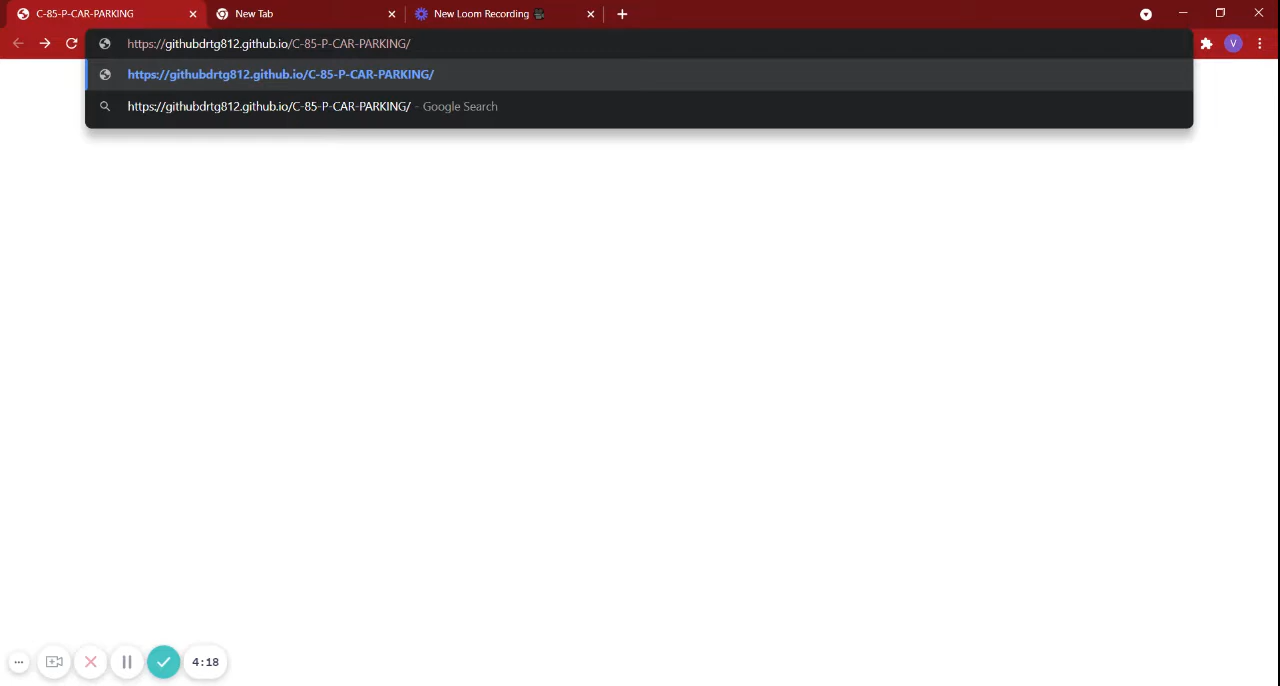 C-85-P-CAR-PARKING
New Tab
New Loom Recording
https://githubdrtg812.github.io/C-85-P-CAR-PARKING/
V
https://githubdrtg812.github.io/C-85-P-CAR-PARKING/
https://githubdrtg812.github.io/C-85-P-CAR-PARKING/ - Google Search
4:18